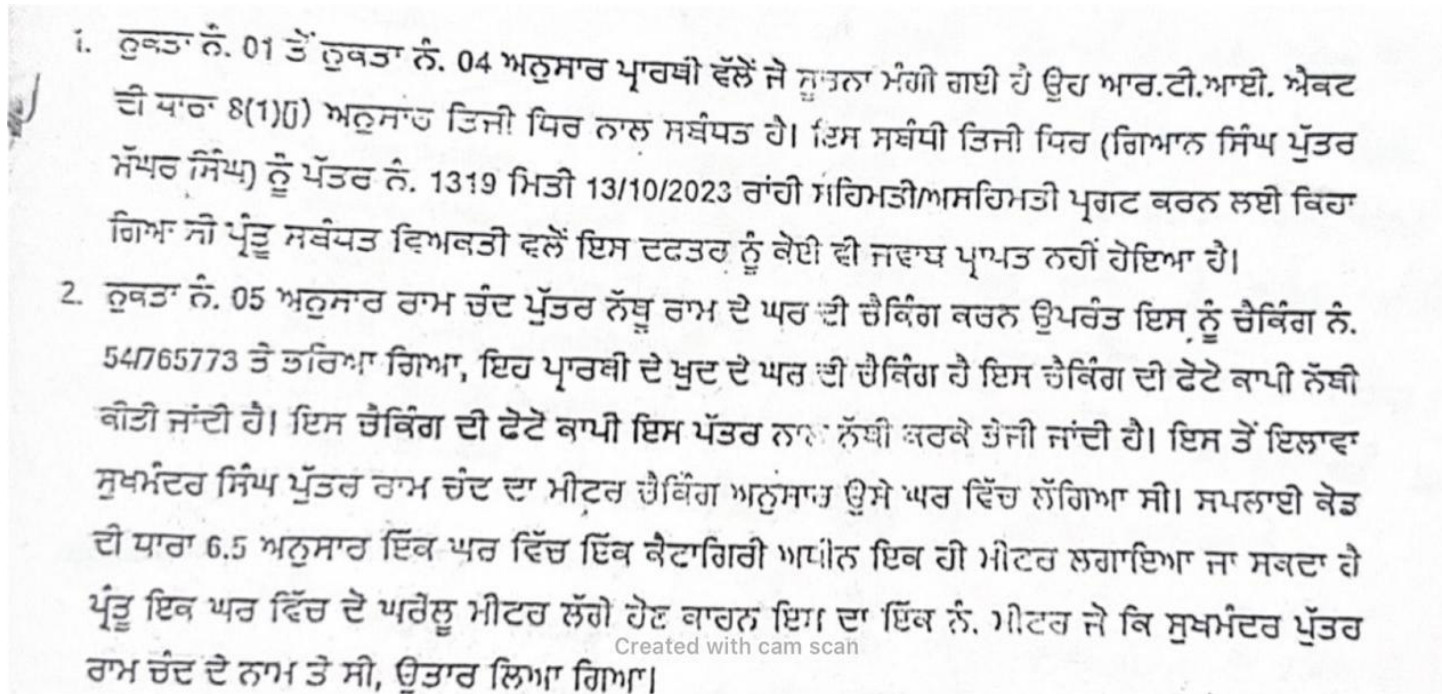 1. ਨੁਕਤਾ ਨੰ. 01 ਤੋਂ ਨੁਕਤਾ ਨੰ. 04 ਅਨੁਸਾਰ ਪ੍ਰਾਰਥੀ ਵੱਲੋਂ ਜੋ ਸੂਚਨਾ ਮੰਗੀ ਗਈ ਹੈ ਉਹ ਆਰ.ਟੀ.ਆਈ. ਐਕਟ
ਦੀ ਧਾਰਾ 8(1)(j) ਅਨੁਸਾਰ ਤਿਜੀ ਧਿਰ ਨਾਲ ਸਬੰਧਤ ਹੈ। ਇਸ ਸਬੰਧੀ ਤਿਜੀ ਧਿਰ (ਗਿਆਨ ਸਿੰਘ ਪੁੱਤਰ
ਮੱਘਰ ਸਿੰਘ) ਨੂੰ ਪੱਤਰ ਨੰ. 1319 ਮਿਤੀ 13/10/2023 ਰਾਂਹੀ ਸਹਿਮਤੀ/ਅਸਹਿਮਤੀ ਪ੍ਰਗਟ ਕਰਨ ਲਈ ਕਿਹਾ
ਗਿਆ ਸੀ ਪ੍ਰੰਤੂ ਸਬੰਧਤ ਵਿਅਕਤੀ ਵਲੋਂ ਇਸ ਦਫਤਰ ਨੂੰ ਕੋਈ ਵੀ ਜਵਾਬ ਪ੍ਰਾਪਤ ਨਹੀਂ ਹੋਇਆ ਹੈ।
2. ਨੁਕਤਾ ਨੰ. 05 ਅਨੁਸਾਰ ਰਾਮ ਚੰਦ ਪੁੱਤਰ ਨੱਥੂ ਰਾਮ ਦੇ ਘਰ ਦੀ ਚੈਕਿੰਗ ਕਰਨ ਉਪਰੰਤ ਇਸ ਨੂੰ ਚੈਕਿੰਗ ਨੰ.
54/765773 ਤੇ ਭਰਿਆ ਗਿਆ, ਇਹ ਪ੍ਰਾਰਥੀ ਦੇ ਖੁਦ ਦੇ ਘਰ ਦੀ ਚੈਕਿੰਗ ਹੈ ਇਸ ਚੈਕਿੰਗ ਦੀ ਫੋਟੋ ਕਾਪੀ ਨੱਥੀ
ਕੀਤੀ ਜਾਂਦੀ ਹੈ। ਇਸ ਚੈਕਿੰਗ ਦੀ ਫੋਟੋ ਕਾਪੀ ਇਸ ਪੱਤਰ ਨਾਲ ਨੱਥੀ ਕਰਕੇ ਭੇਜੀ ਜਾਂਦੀ ਹੈ। ਇਸ ਤੋਂ ਇਲਾਵਾ
ਸੁਖਮੰਦਰ ਸਿੰਘ ਪੁੱਤਰ ਰਾਮ ਚੰਦ ਦਾ ਮੀਟਰ ਚੈਕਿੰਗ ਅਨੁਸਾਰ ਉਸੇ ਘਰ ਵਿੱਚ ਲੱਗਿਆ ਸੀ। ਸਪਲਾਈ ਕੋਡ
ਦੀ ਧਾਰਾ 6.5 ਅਨੁਸਾਰ ਇੱਕ ਘਰ ਵਿੱਚ ਇੱਕ ਕੈਟਾਗਿਰੀ ਅਧੀਨ ਇਕ ਹੀ ਮੀਟਰ ਲਗਾਇਆ ਜਾ ਸਕਦਾ ਹੈ
ਪ੍ਰੰਤੂ ਇਕ ਘਰ ਵਿੱਚ ਦੋ ਘਰੇਲੂ ਮੀਟਰ ਲੱਗੇ ਹੋਣ ਕਾਰਨ ਇਸ ਦਾ ਇੱਕ ਨੰ. ਮੀਟਰ ਜੋ ਕਿ ਸੁਖਮੰਦਰ ਪੁੱਤਰ
Created with cam scan
ਰਾਮ ਚੰਦ ਦੇ ਨਾਮ ਤੇ ਸੀ, ਉਤਾਰ ਲਿਆ ਗਿਆ।